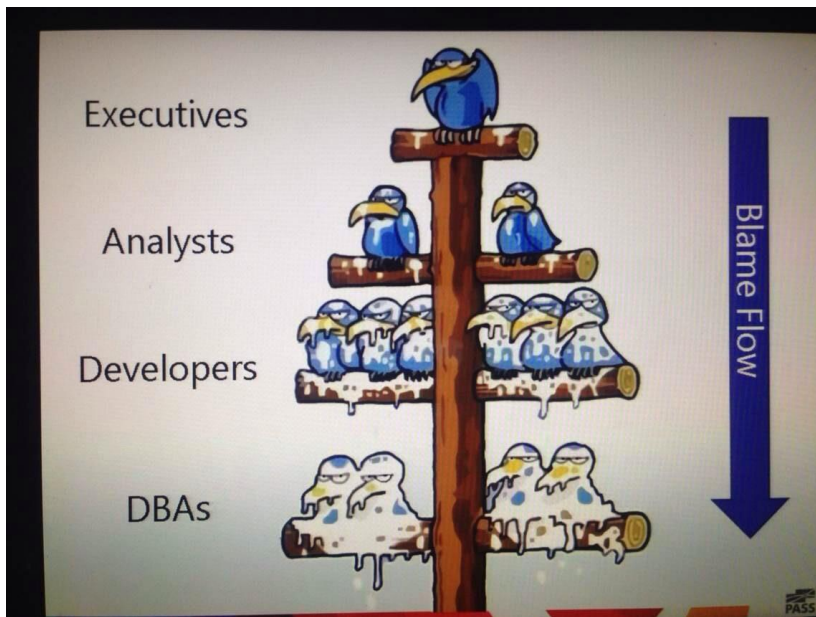 Executives
Analysts
Developers
DBAs
Blame Flow
PASS